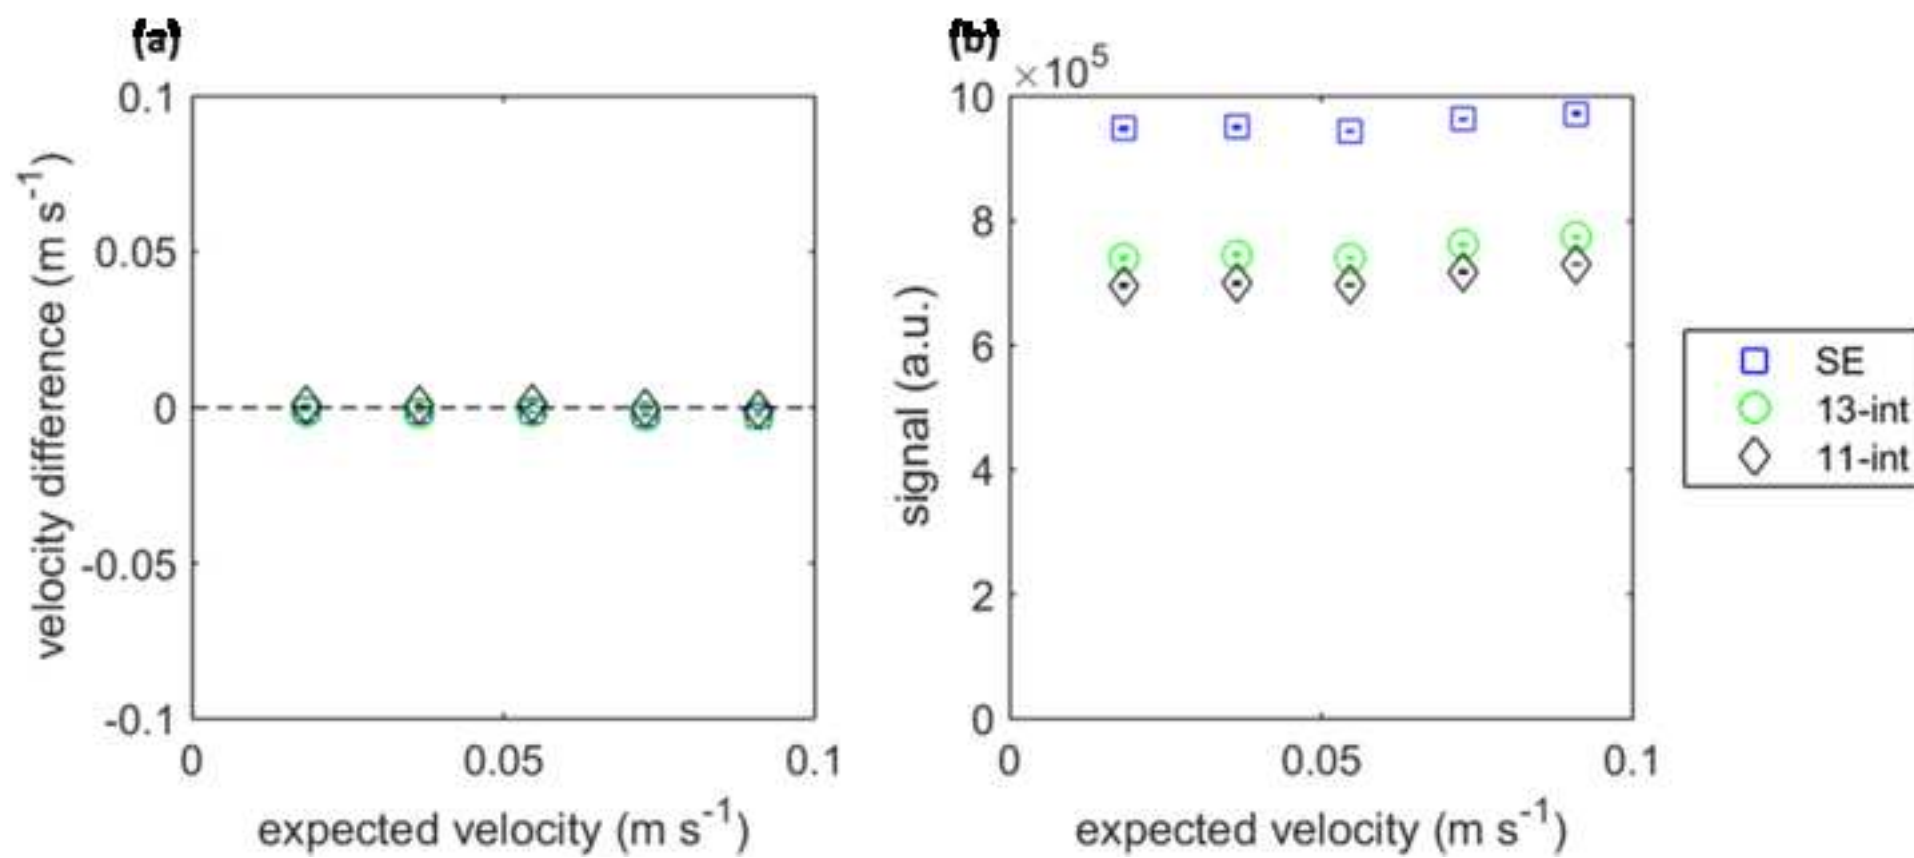 (a)
(b)
×10^5
0.1
0.05
0
-0.05
-0.1
velocity difference (m s^-1)
0
0.05
0.1
expected velocity (m s^-1)
10
8
6
4
2
0
signal (a.u.)
0
0.05
0.1
expected velocity (m s^-1)
SE
13-int
11-int